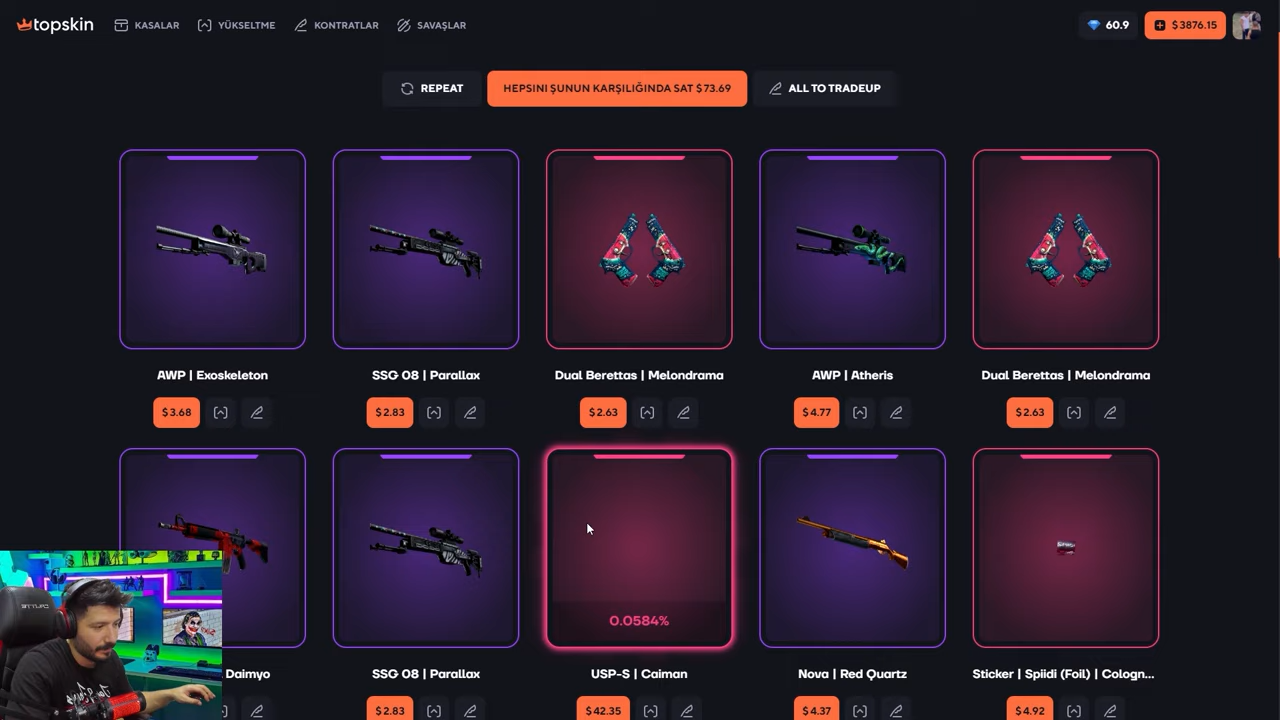 topskin
KASALAR
YÜKSELTME
KONTRATLAR
SAVAŞLAR
60.9
$3876.15
REPEAT
HEPSINI ŞUNUN KARŞILIĞINDA SAT $73.69
ALL TO TRADEUP
AWP | Exoskeleton
SSG 08 | Parallax
Dual Berettas | Melondrama
AWP | Atheris
Dual Berettas | Melondrama
$3.68
$2.83
$2.63
$4.77
$2.63
0.0584%
Daimyo
SSG 08 | Parallax
USP-S | Caiman
Nova | Red Quartz
Sticker | Spiidi (Foil) | Cologn...
$2.83
$42.35
$4.37
$4.92